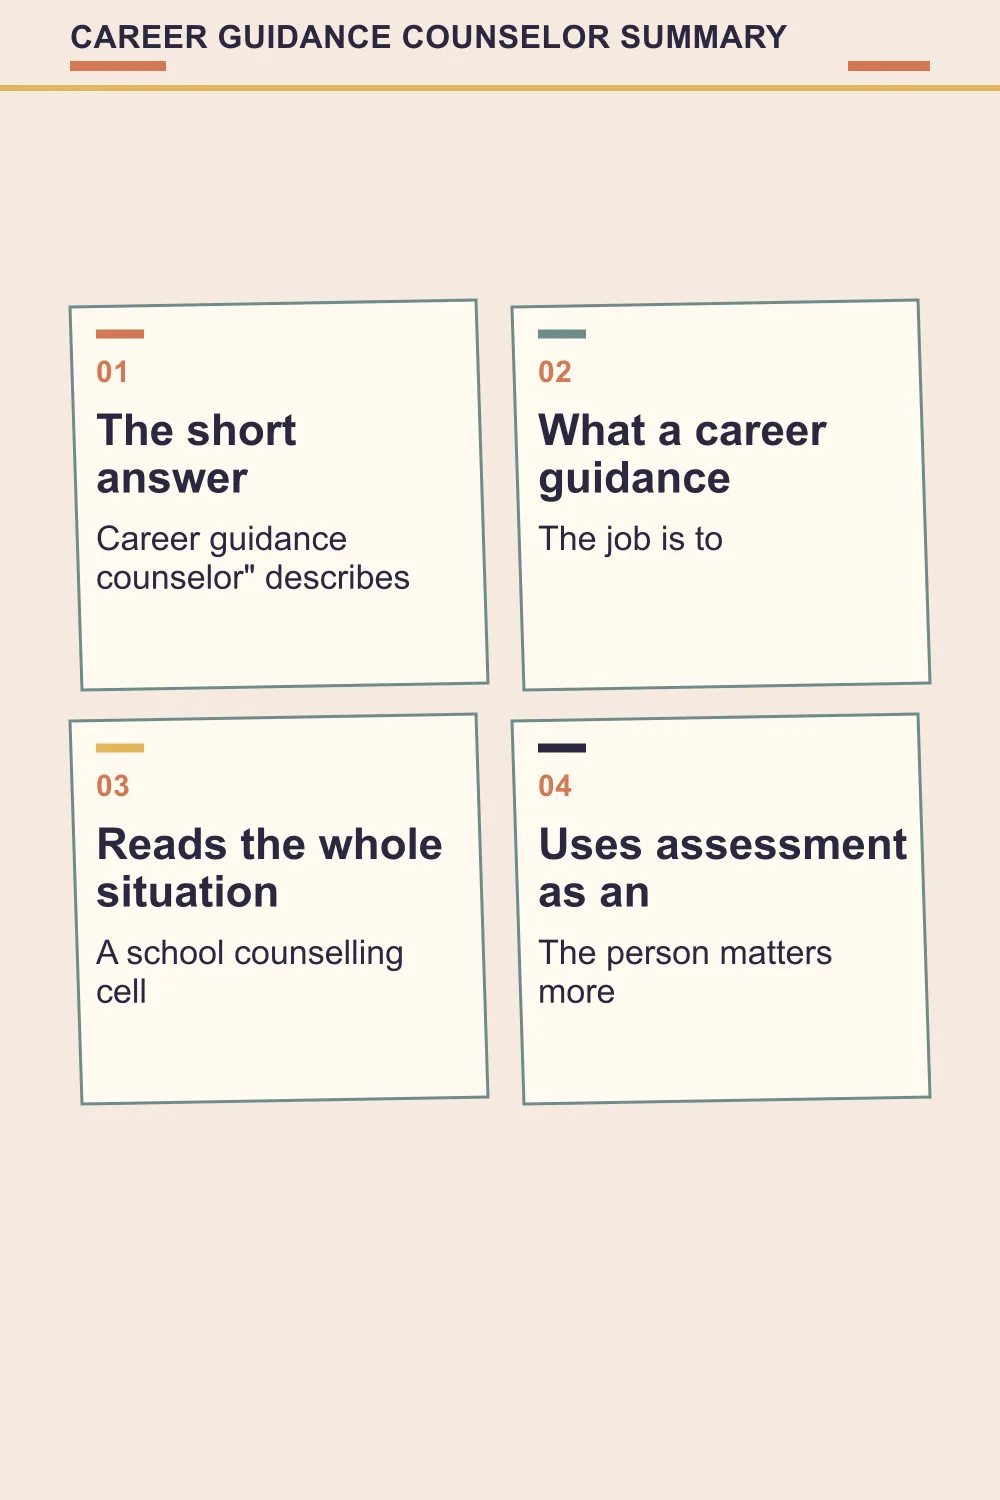 CAREER GUIDANCE COUNSELOR SUMMARY
01
The short
answer
Career guidance
counselor" describes
02
What a career
guidance
The job is to
03
Reads the whole
situation
A school counselling
cell
04
Uses assessment
as an
The person matters
more